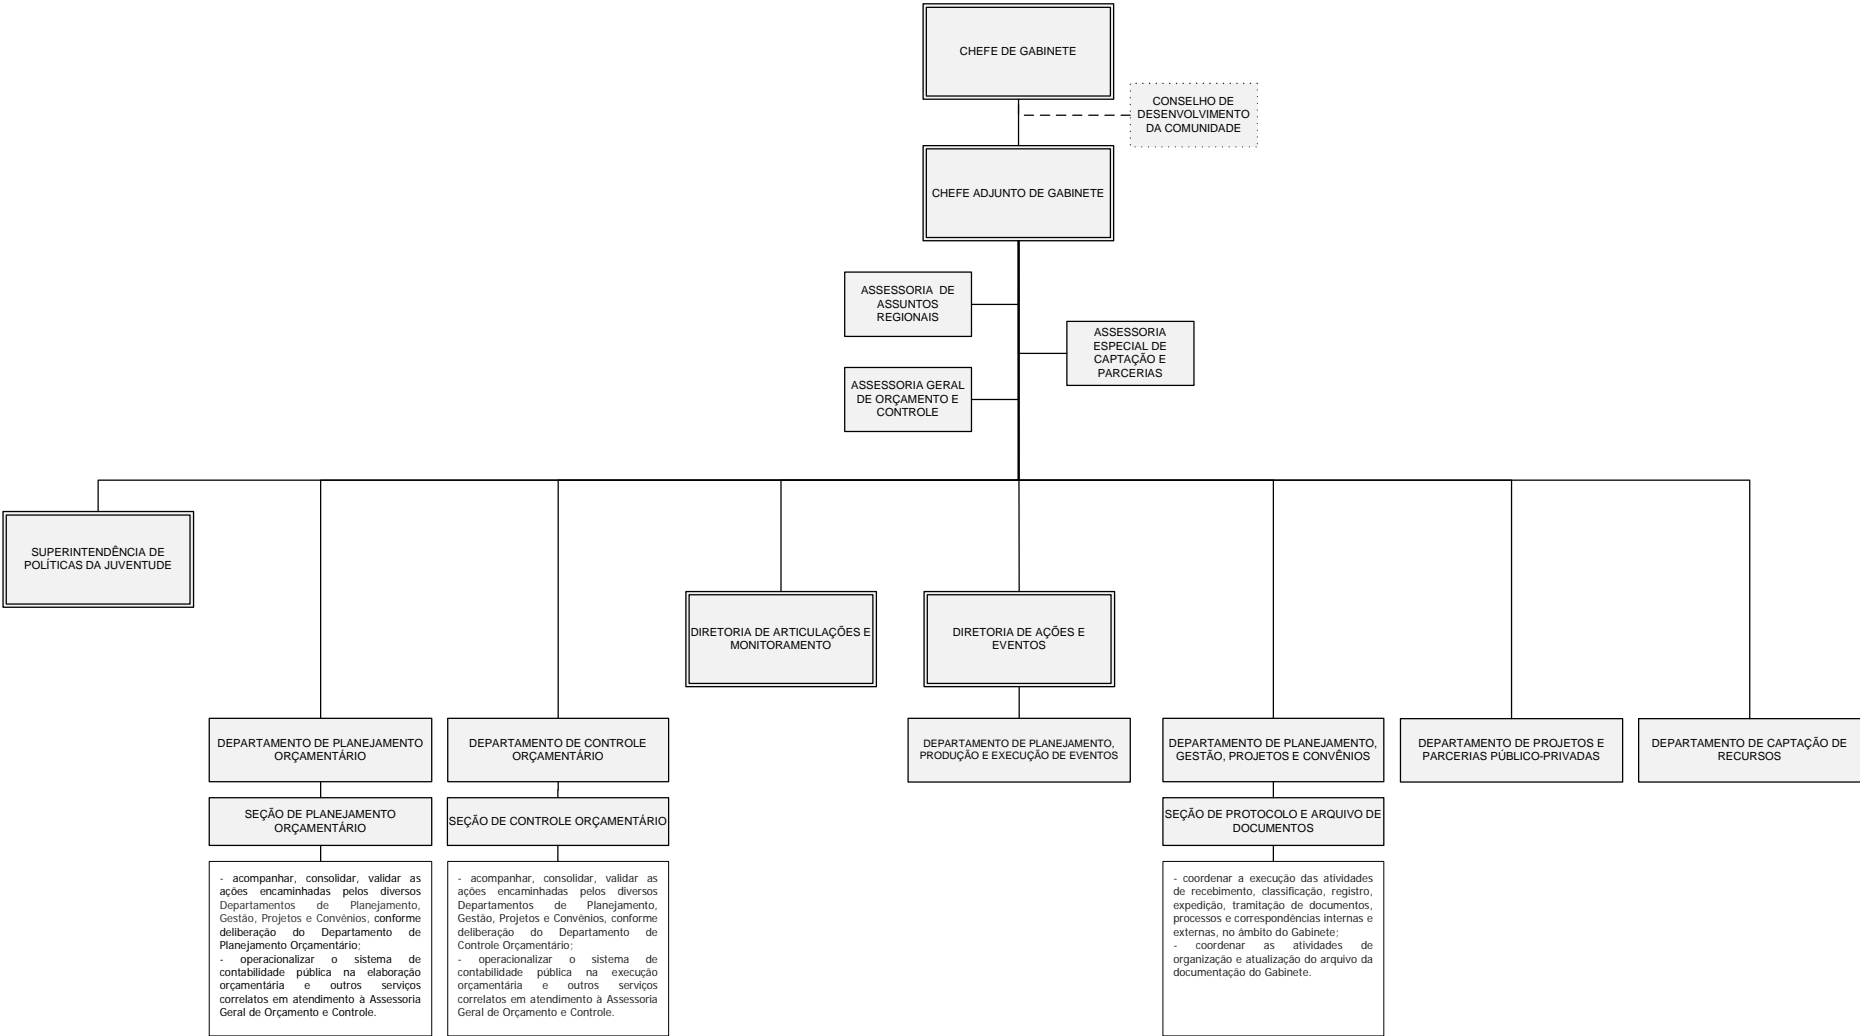 CHEFE DE GABINETE
CONSELHO DE
DESENVOLVIMENTO
DA COMUNIDADE
CHEFE ADJUNTO DE GABINETE
ASSESSORIA DE
ASSUNTOS
REGIONAIS
ASSESSORIA
ESPECIAL DE
CAPTAÇÃO E
PARCERIAS
ASSESSORIA GERAL
DE ORÇAMENTO E
CONTROLE
SUPERINTENDÊNCIA DE
POLÍTICAS DA JUVENTUDE
DIRETORIA DE ARTICULAÇÕES E
MONITORAMENTO
DIRETORIA DE AÇÕES E
EVENTOS
DEPARTAMENTO DE PLANEJAMENTO
ORÇAMENTÁRIO
DEPARTAMENTO DE CONTROLE
ORÇAMENTÁRIO
DEPARTAMENTO DE PLANEJAMENTO,
PRODUÇÃO E EXECUÇÃO DE EVENTOS
DEPARTAMENTO DE PLANEJAMENTO,
GESTÃO, PROJETOS E CONVÊNIOS
DEPARTAMENTO DE PROJETOS E
PARCERIAS PÚBLICO-PRIVADAS
DEPARTAMENTO DE CAPTAÇÃO DE
RECURSOS
SEÇÃO DE PLANEJAMENTO
ORÇAMENTÁRIO
SEÇÃO DE CONTROLE ORÇAMENTÁRIO
SEÇÃO DE PROTOCOLO E ARQUIVO DE
DOCUMENTOS
- acompanhar, consolidar, validar as
ações encaminhadas pelos diversos
Departamentos de Planejamento,
Gestão, Projetos e Convênios, conforme
deliberação do Departamento de
Planejamento Orçamentário;
- operacionalizar o sistema de
contabilidade pública na elaboração
orçamentária e outros serviços
correlatos em atendimento à Assessoria
Geral de Orçamento e Controle.
- acompanhar, consolidar, validar as
ações encaminhadas pelos diversos
Departamentos de Planejamento,
Gestão, Projetos e Convênios, conforme
deliberação do Departamento de
Controle Orçamentário;
- operacionalizar o sistema de
contabilidade pública na execução
orçamentária e outros serviços
correlatos em atendimento à Assessoria
Geral de Orçamento e Controle.
- coordenar a execução das atividades
de recebimento, classificação, registro,
expedição, tramitação de documentos,
processos e correspondências internas e
externas, no âmbito do Gabinete;
- coordenar as atividades de
organização e atualização do arquivo da
documentação do Gabinete.